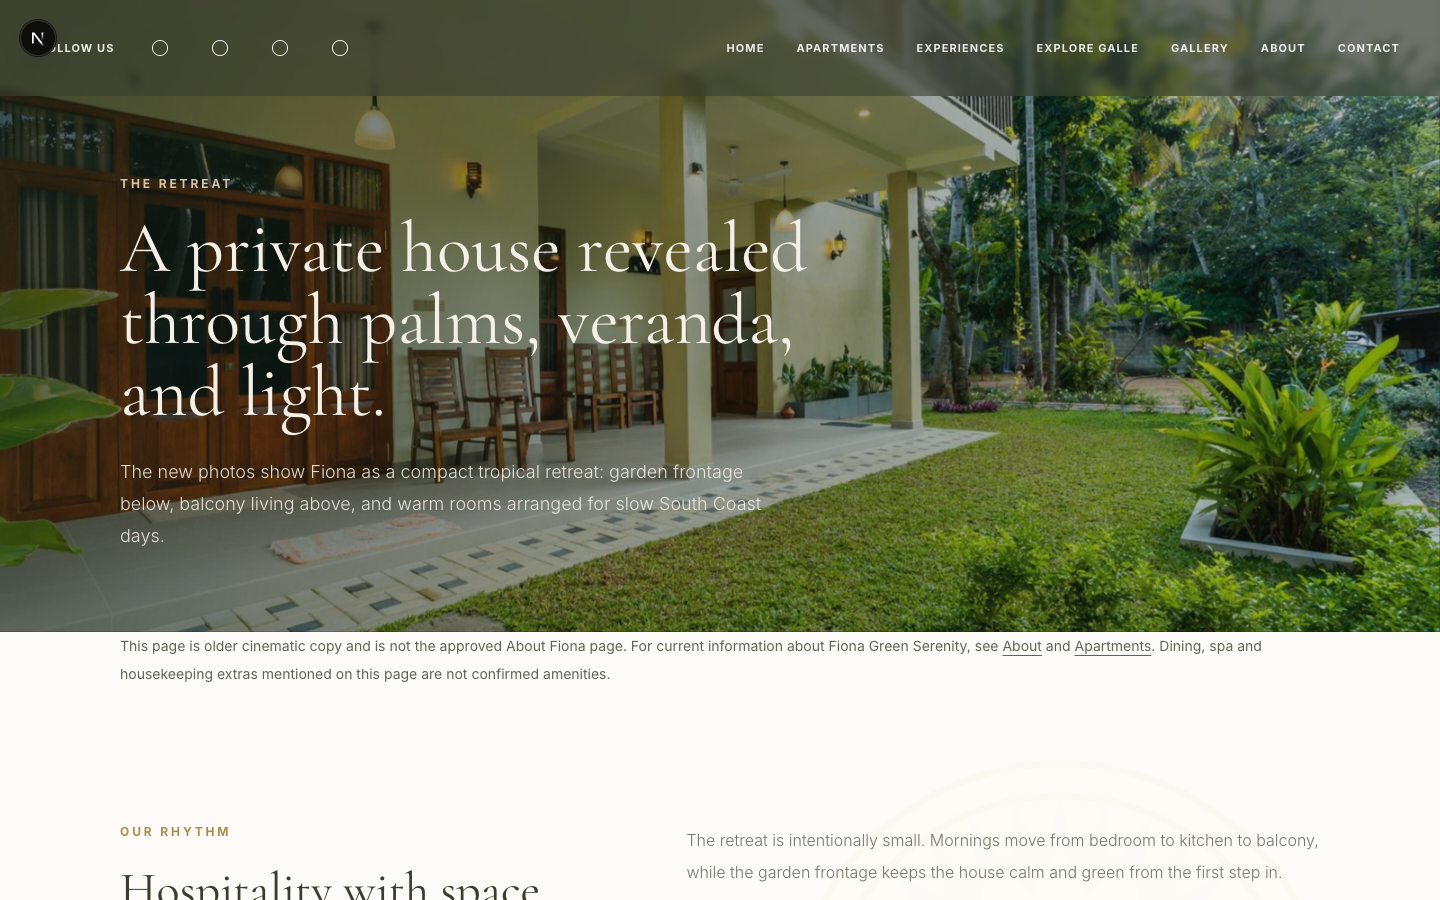 N
OLLOW US
HOME APARTMENTS EXPERIENCES EXPLORE GALLE GALLERY ABOUT CONTACT
THE RETREAT
A private house revealed
through palms, veranda,
and light.
The new photos show Fiona as a compact tropical retreat: garden frontage
below, balcony living above, and warm rooms arranged for slow South Coast
days.
This page is older cinematic copy and is not the approved About Fiona page. For current information about Fiona Green Serenity, see About and Apartments. Dining, spa and
housekeeping extras mentioned on this page are not confirmed amenities.
OUR RHYTHM
Hospitality with space
The retreat is intentionally small. Mornings move from bedroom to kitchen to balcony,
while the garden frontage keeps the house calm and green from the first step in.